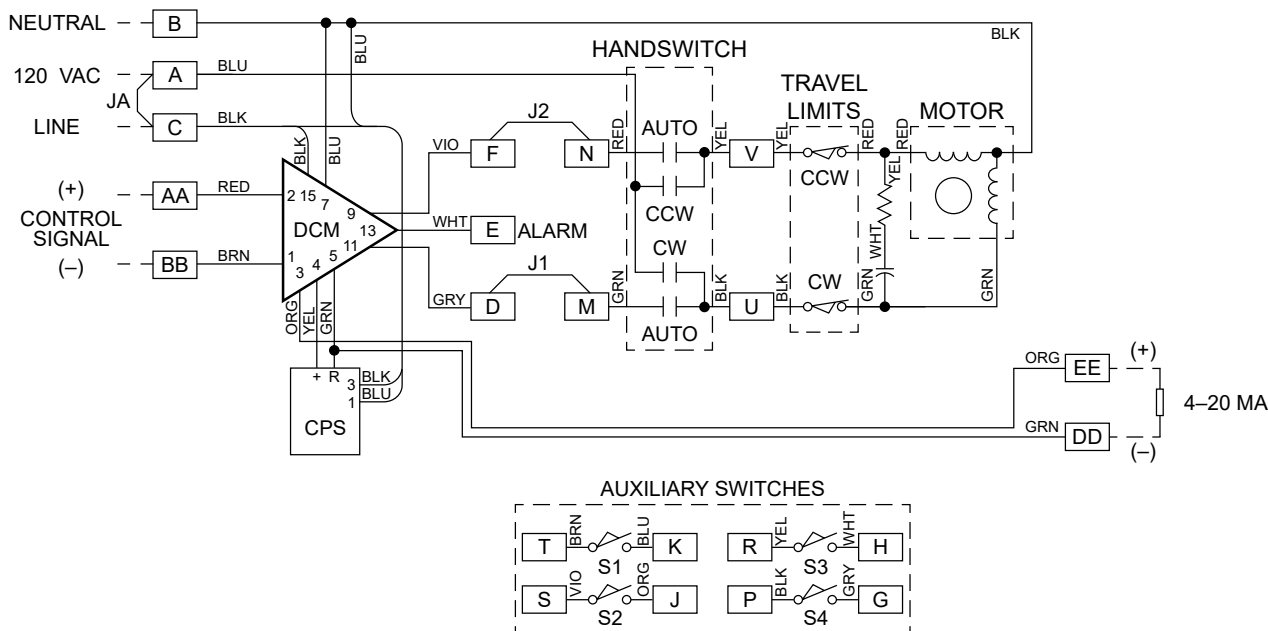 NEUTRAL B BLK
BLU
120 VAC A BLU
HANDSWITCH
JA
LINE C BLK
TRAVEL
LIMITS
MOTOR
J2
AUTO
BLK
BLU
VIO F N RED YEL V YEL RED RED
YEL
CCW
CCW
(+) AA RED 2 15 7 9
CONTROL
SIGNAL
DCM 13 WHT E ALARM
11
CW
WHT
(–) BB BRN 1 3 4 5
J1
CW
GRY D M GRN BLK U BLK GRN GRN
AUTO
ORG YEL GRN
+ R 3 BLK
1 BLU
CPS
ORG EE (+)
4–20 MA
GRN DD (–)
AUXILIARY SWITCHES
T BRN BLU K R YEL WHT H
S1 S3
S VIO ORG J P BLK GRY G
S2 S4